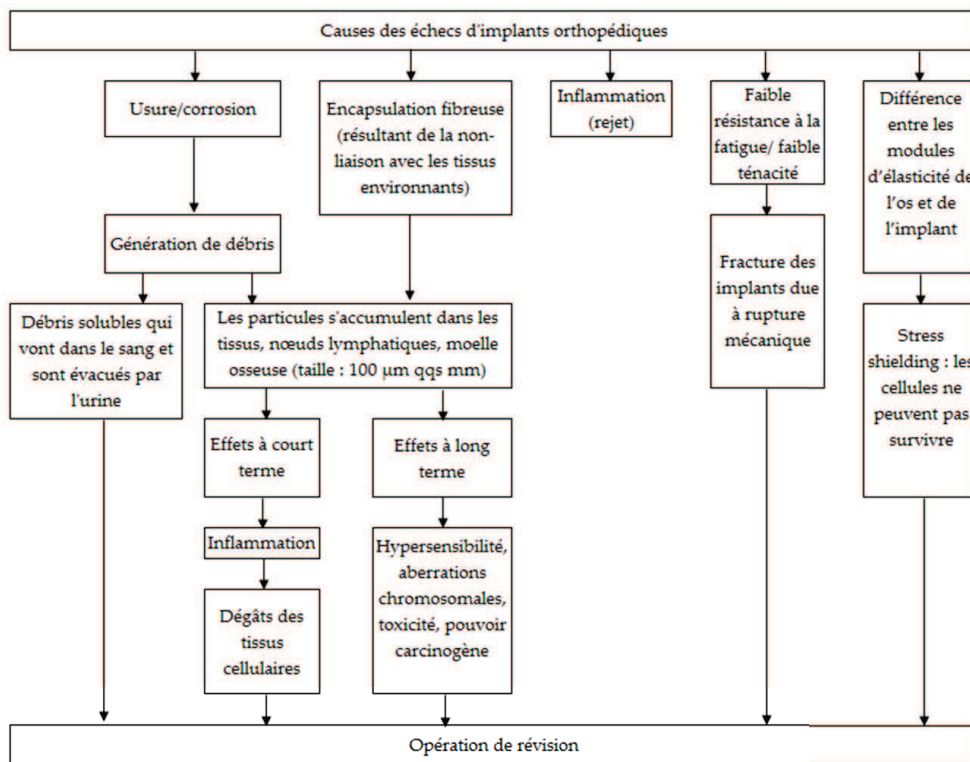 Causes des échecs d'implants orthopédiques
Usure/corrosion
Encapsulation fibreuse
(résultant de la non-
liaison avec les tissus
environnants)
Inflammation
(rejet)
Faible
résistance à la
fatigue/ faible
ténacité
Différence
entre les
modules
d'élasticité de
l'os et de
l'implant
Génération de débris
Fracture des
implants due
à rupture
mécanique
Débris solubles qui
vont dans le sang et
sont évacués par
l'urine
Les particules s'accumulent dans les
tissus, nœuds lymphatiques, moelle
osseuse (taille : 100 µm qqs mm)
Stress
shielding : les
cellules ne
peuvent pas
survivre
Effets à court
terme
Effets à long
terme
Inflammation
Hypersensibilité,
aberrations
chromosomales,
toxicité, pouvoir
carcinogène
Dégâts des
tissus
cellulaires
Opération de révision